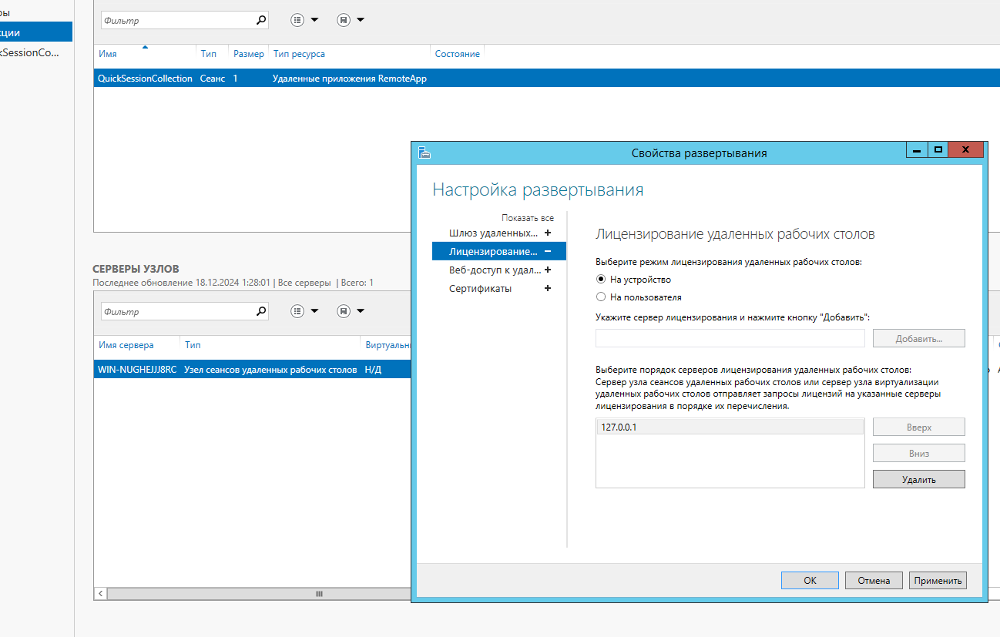 ры
Фильтр
кции
kSessionCo...
Имя Тип Размер Тип ресурса Состояние
QuickSessionCollection Сеанс 1 Удаленные приложения RemoteApp
Свойства развертывания
Настройка развертывания
Показать все
Шлюз удаленных... +
Лицензирование... −
Веб-доступ к удал... +
Сертификаты +
Лицензирование удаленных рабочих столов
Выберите режим лицензирования удаленных рабочих столов:
На устройство
На пользователя
Укажите сервер лицензирования и нажмите кнопку "Добавить":
Добавить...
Выберите порядок серверов лицензирования удаленных рабочих столов:
Сервер узла сеансов удаленных рабочих столов или сервер узла виртуализации
удаленных рабочих столов отправляет запросы лицензий на указанные серверы
лицензирования в порядке их перечисления.
127.0.0.1
Вверх
Вниз
Удалить
OK Отмена Применить
СЕРВЕРЫ УЗЛОВ
Последнее обновление 18.12.2024 1:28:01 | Все серверы | Всего: 1
Фильтр
Имя сервера Тип Виртуальн
WIN-NUGHEJJJ8RC Узел сеансов удаленных рабочих столов Н/Д